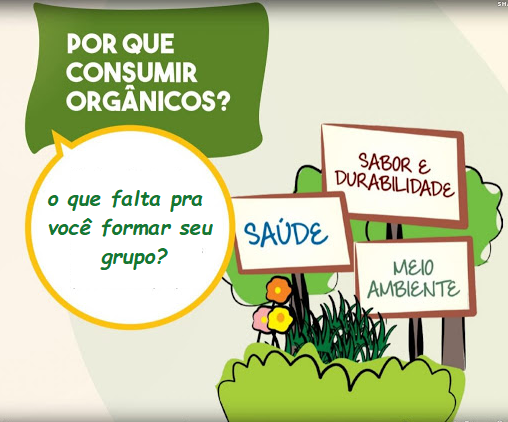 POR QUE
CONSUMIR
ORGÂNICOS?
o que falta pra
você formar seu
grupo?
SABOR E
DURABILIDADE
SAÚDE
MEIO
AMBIENTE